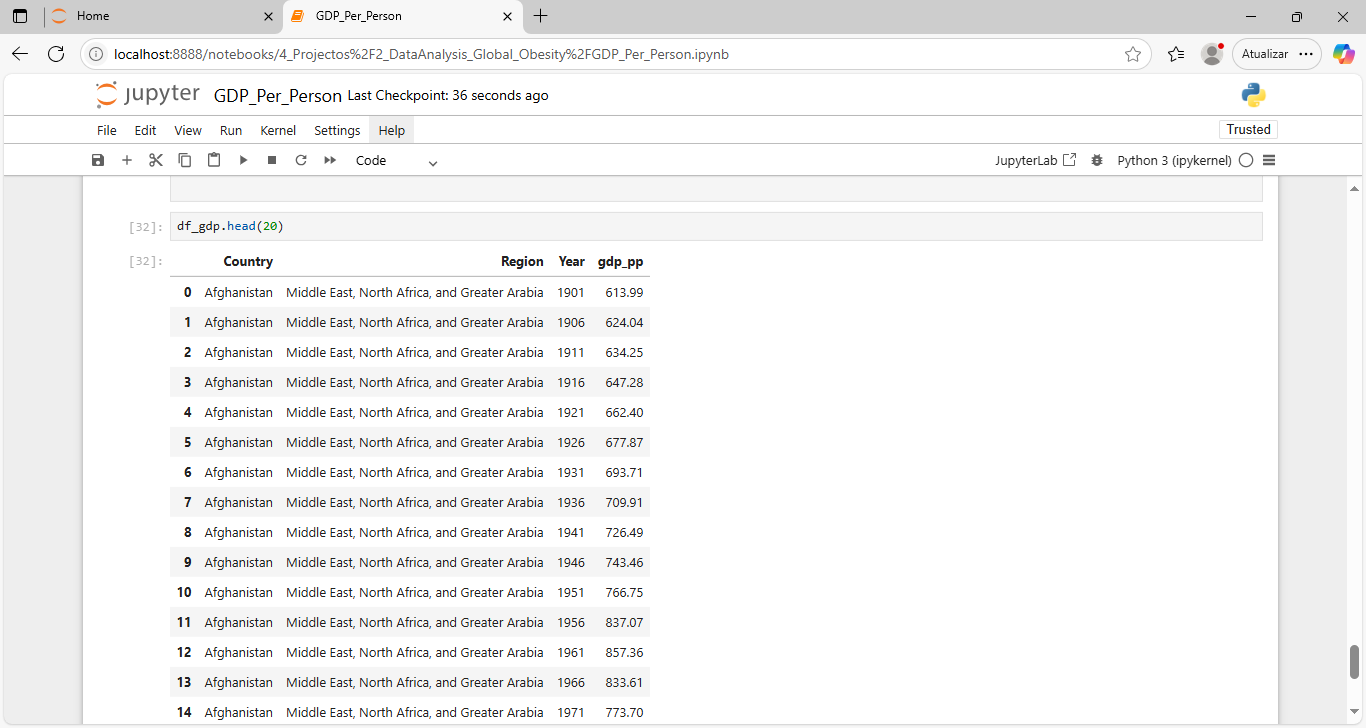 Home
GDP_Per_Person
localhost:8888/notebooks/4_Projectos%2F2_DataAnalysis_Global_Obesity%2FGDP_Per_Person.ipynb
Atualizar
jupyter GDP_Per_Person Last Checkpoint: 36 seconds ago
File Edit View Run Kernel Settings Help
Trusted
Code
JupyterLab
Python 3 (ipykernel)
[32]: df_gdp.head(20)
[32]: Country Region Year gdp_pp
0 Afghanistan Middle East, North Africa, and Greater Arabia 1901 613.99
1 Afghanistan Middle East, North Africa, and Greater Arabia 1906 624.04
2 Afghanistan Middle East, North Africa, and Greater Arabia 1911 634.25
3 Afghanistan Middle East, North Africa, and Greater Arabia 1916 647.28
4 Afghanistan Middle East, North Africa, and Greater Arabia 1921 662.40
5 Afghanistan Middle East, North Africa, and Greater Arabia 1926 677.87
6 Afghanistan Middle East, North Africa, and Greater Arabia 1931 693.71
7 Afghanistan Middle East, North Africa, and Greater Arabia 1936 709.91
8 Afghanistan Middle East, North Africa, and Greater Arabia 1941 726.49
9 Afghanistan Middle East, North Africa, and Greater Arabia 1946 743.46
10 Afghanistan Middle East, North Africa, and Greater Arabia 1951 766.75
11 Afghanistan Middle East, North Africa, and Greater Arabia 1956 837.07
12 Afghanistan Middle East, North Africa, and Greater Arabia 1961 857.36
13 Afghanistan Middle East, North Africa, and Greater Arabia 1966 833.61
14 Afghanistan Middle East, North Africa, and Greater Arabia 1971 773.70